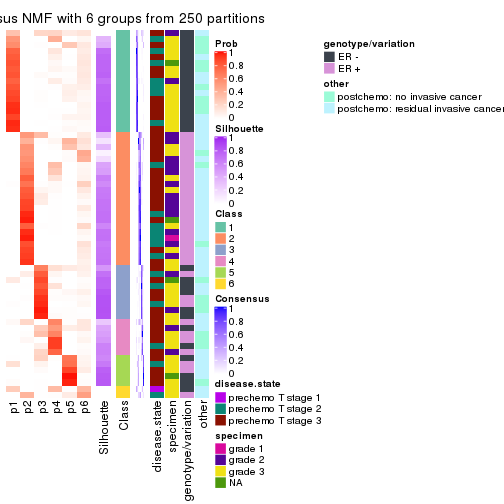 sus NMF with 6 groups from 250 partitions
Prob
1
0.8
0.6
0.4
0.2
0
Silhouette
1
0.8
0.6
0.4
0.2
0
Class
1
2
3
4
5
6
Consensus
1
0.8
0.6
0.4
0.2
0
disease.state
prechemo T stage 1
prechemo T stage 2
prechemo T stage 3
specimen
grade 1
grade 2
grade 3
NA
genotype/variation
ER -
ER +
other
postchemo: no invasive cancer
postchemo: residual invasive cancer
p1
p2
p3
p4
p5
p6
Silhouette
Class
disease.state
specimen
genotype/variation
other